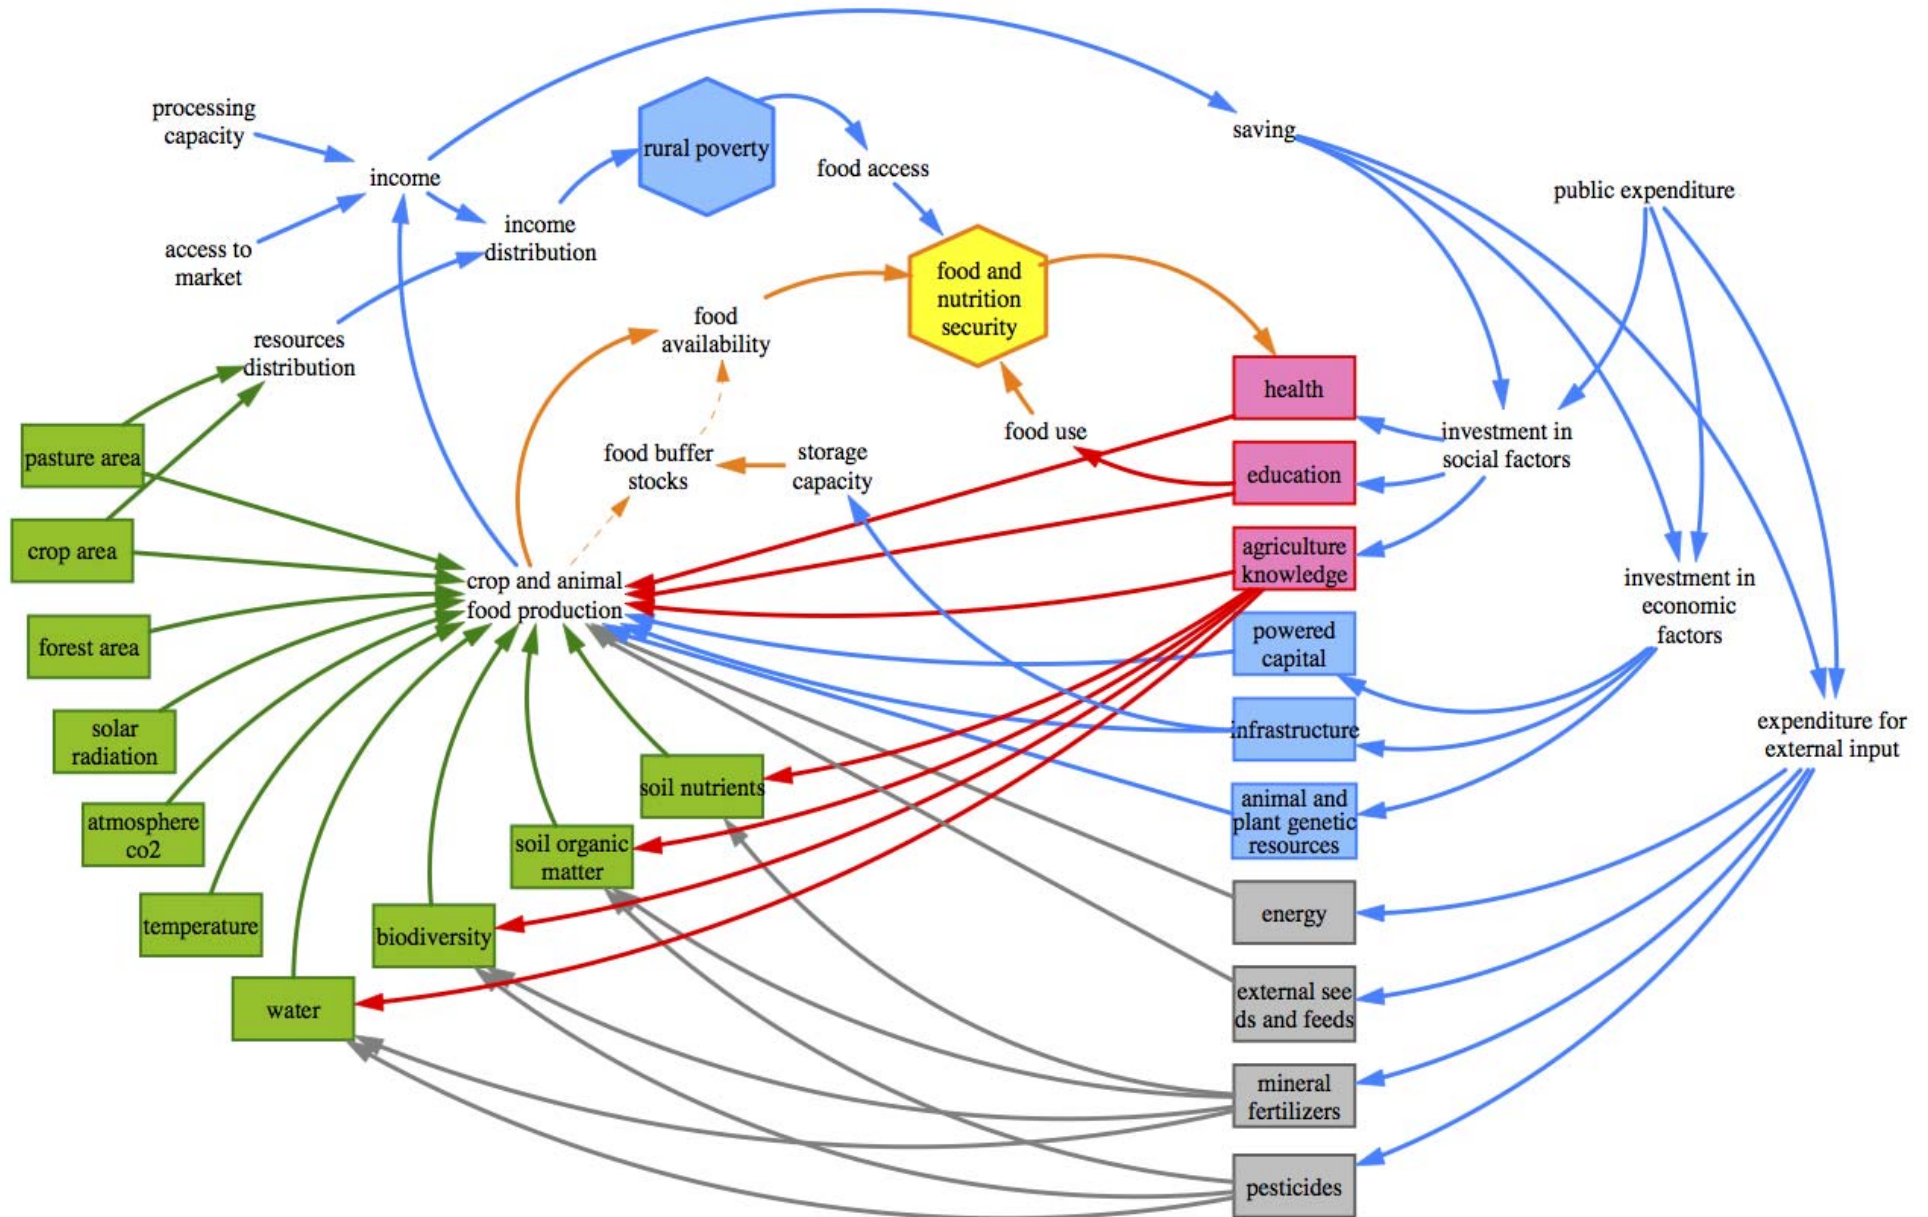 processing
capacity
income
access to
market
income
distribution
rural poverty
food access
saving
public expenditure
resources
distribution
food
availability
food and
nutrition
security
health
food use
investment in
social factors
pasture area
food buffer
stocks
storage
capacity
education
crop area
agriculture
knowledge
crop and animal
food production
investment in
economic
factors
forest area
powered
capital
solar
radiation
infrastructure
expenditure for
external input
soil nutrients
animal and
plant genetic
resources
atmosphere
co2
soil organic
matter
temperature
biodiversity
energy
water
external see
ds and feeds
mineral
fertilizers
pesticides